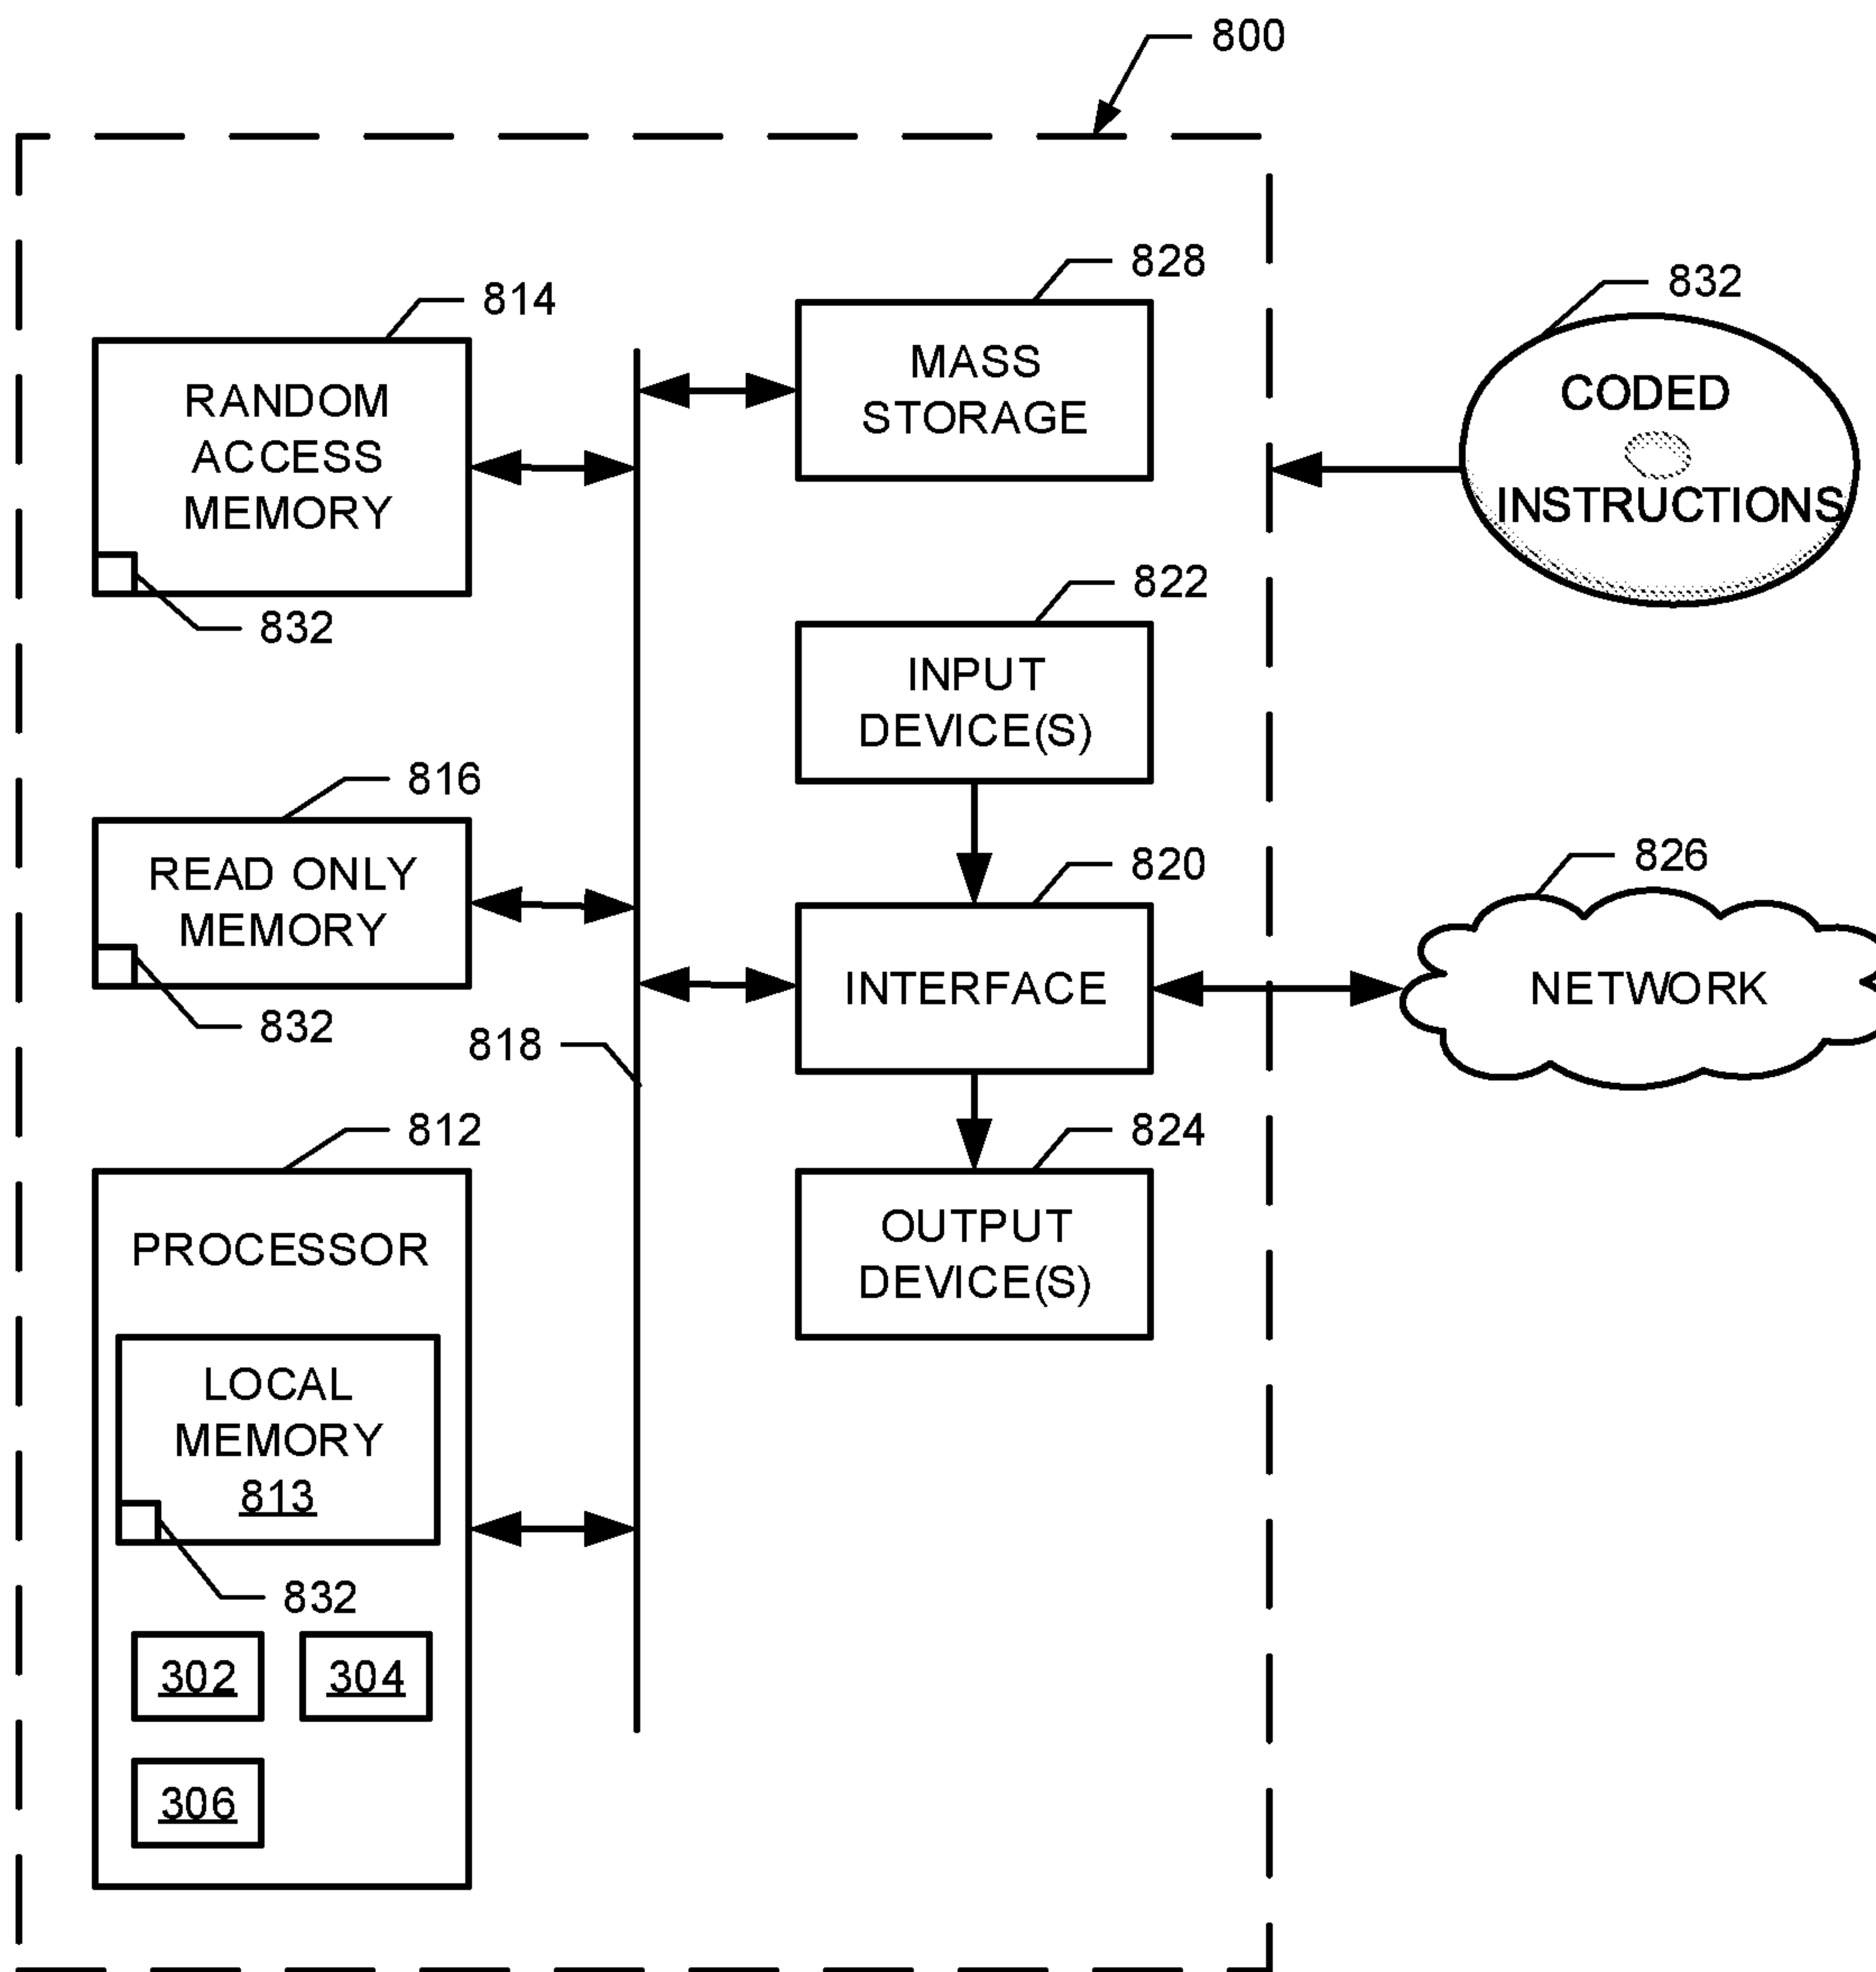 800
828
MASS
STORAGE
814
RANDOM
ACCESS
MEMORY
832
832
CODED
INSTRUCTIONS
822
INPUT
DEVICE(S)
816
READ ONLY
MEMORY
832
820
INTERFACE
826
NETWORK
818
812
PROCESSOR
LOCAL
MEMORY
813
832
302
304
306
824
OUTPUT
DEVICE(S)